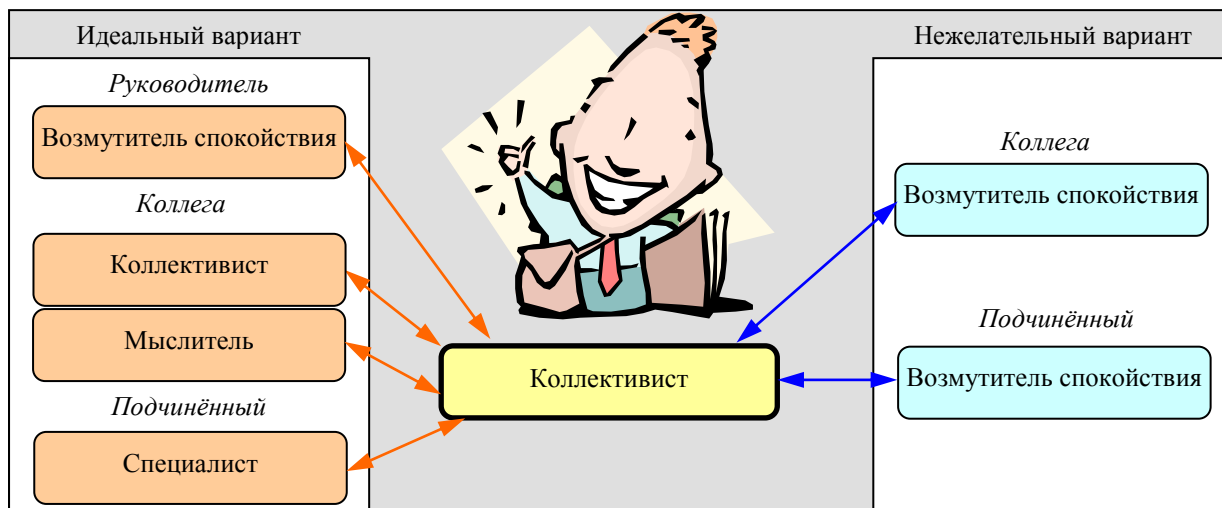 Идеальный вариант
Руководитель
Возмутитель спокойствия
Коллега
Коллективист
Мыслитель
Подчинённый
Специалист
Коллективист
Нежелательный вариант
Коллега
Возмутитель спокойствия
Подчинённый
Возмутитель спокойствия